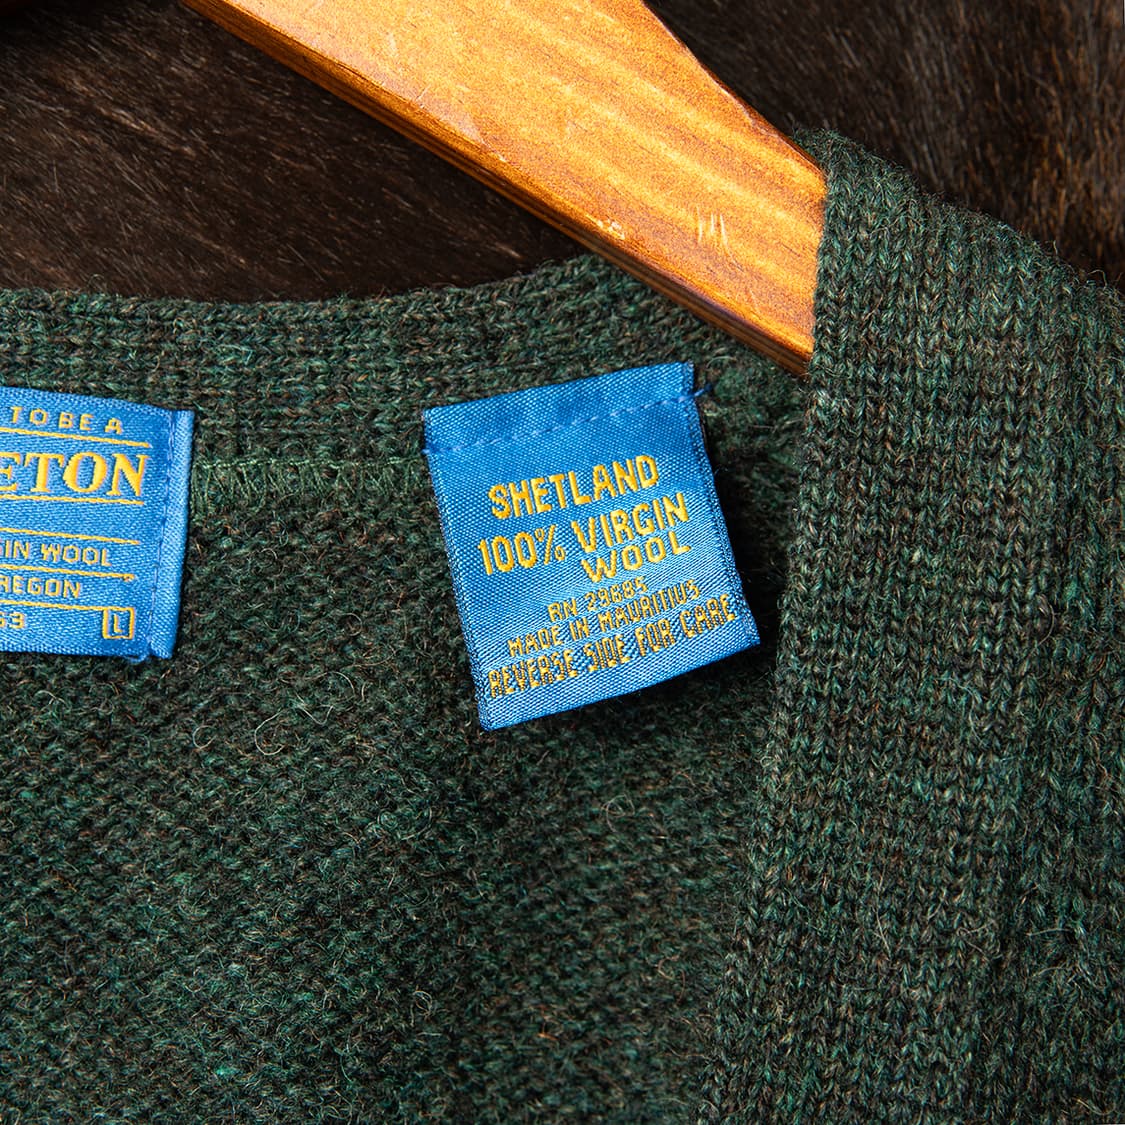 TO BE A
ETON
IN WOOL
REGON
63
L
SHETLAND
100% VIRGIN
WOOL
RN 29685
MADE IN MAURITIUS
REVERSE SIDE FOR CARE